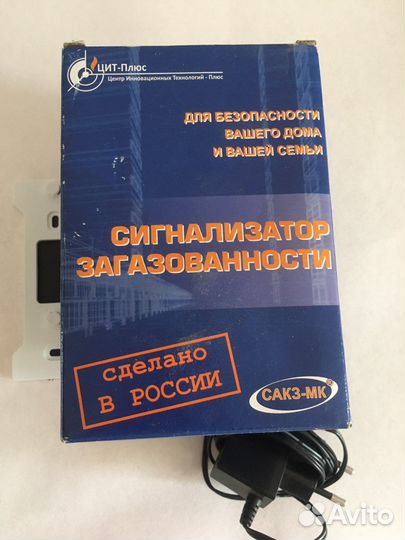 ЦИТ-Плюс
Центр Инновационных Технологий - Плюс
ДЛЯ БЕЗОПАСНОСТИ
ВАШЕГО ДОМА
И ВАШЕЙ СЕМЬИ
СИГНАЛИЗАТОР
ЗАГАЗОВАННОСТИ
сделано
В РОССИИ
САКЗ-МК®
Avito